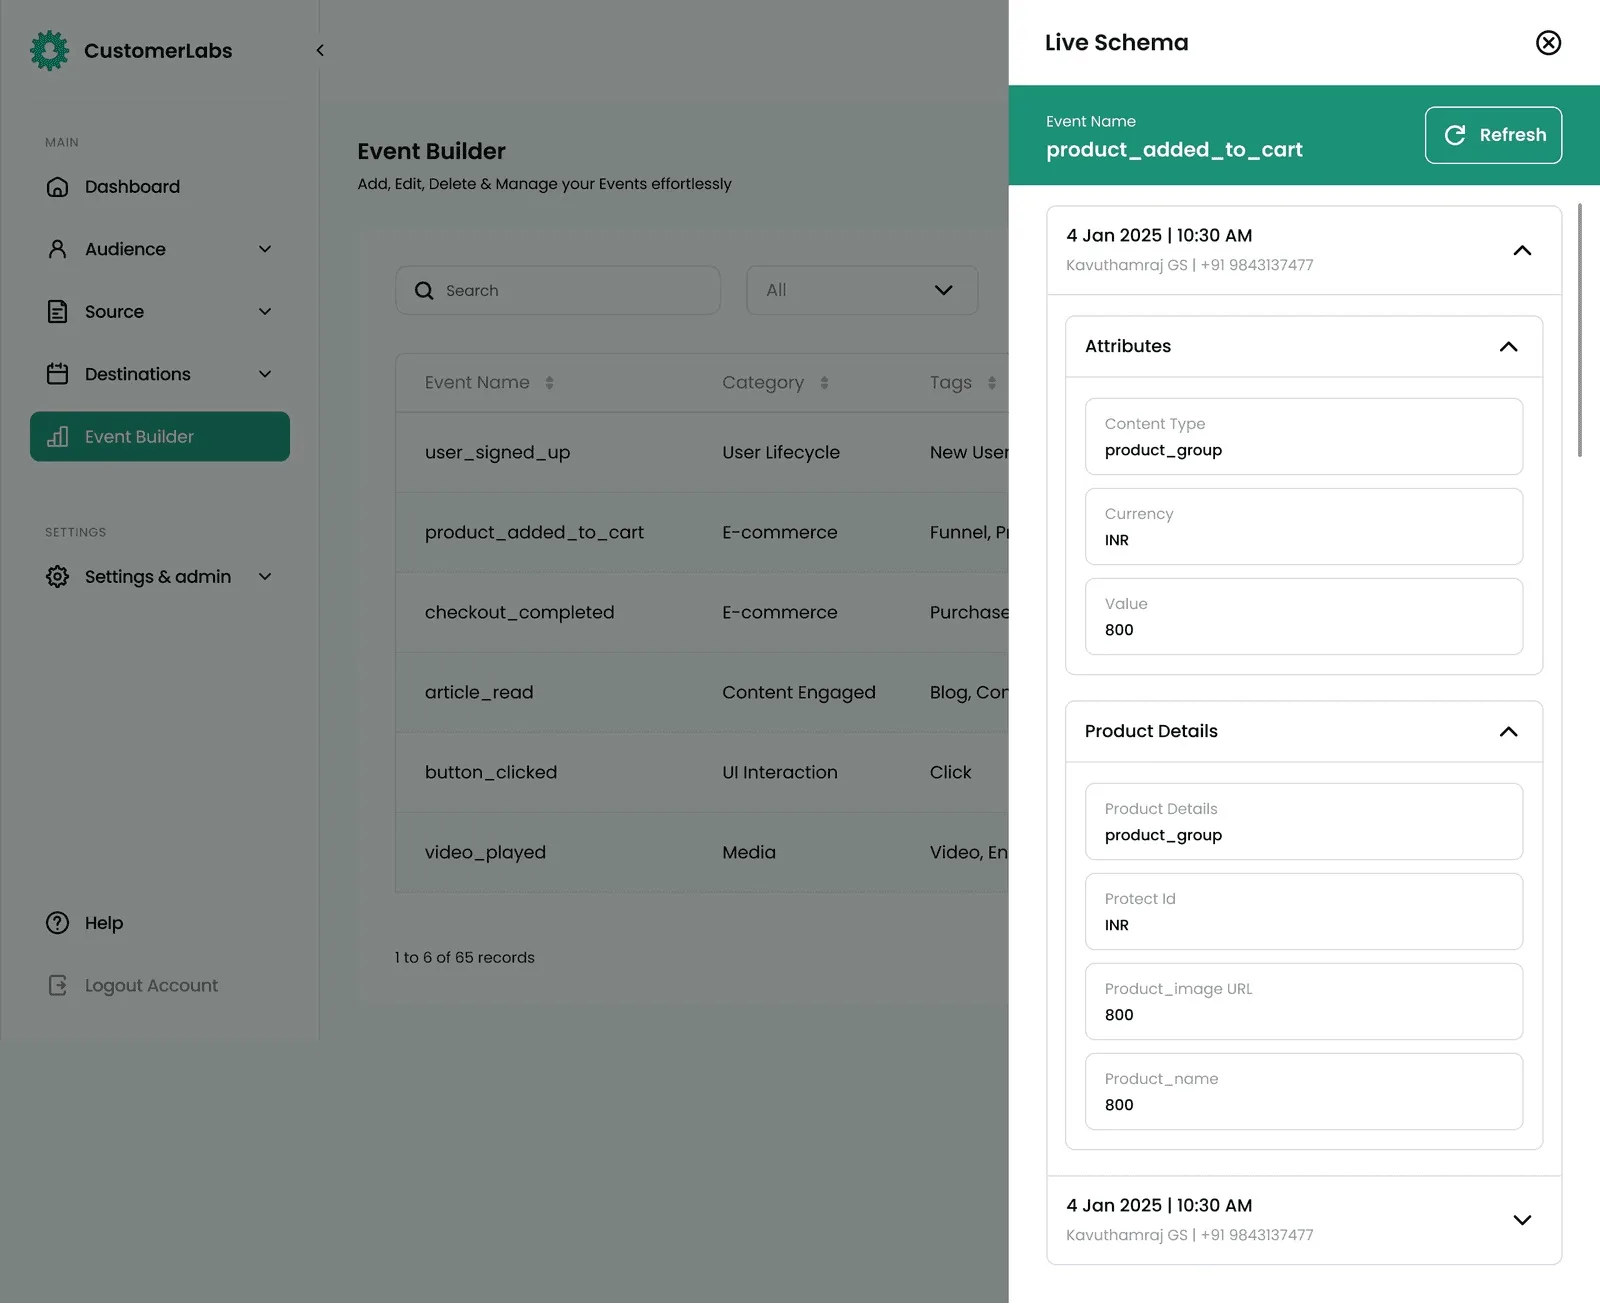 CustomerLabs
MAIN
Dashboard
Audience
Source
Destinations
Event Builder
SETTINGS
Settings & admin
Help
Logout Account
Event Builder
Add, Edit, Delete & Manage your Events effortlessly
Search
All
Event Name Category Tags
user_signed_up User Lifecycle New User
product_added_to_cart E-commerce Funnel,
checkout_completed E-commerce Purchase
article_read Content Engaged Blog,
button_clicked UI Interaction Click
video_played Media Video,
1 to 6 of 65 records
Live Schema
Event Name
product_added_to_cart
Refresh
4 Jan 2025 | 10:30 AM
Kavuthamraj GS | +91 9843137477
Attributes
Content Type
product_group
Currency
INR
Value
800
Product Details
Product Details
product_group
Protect Id
INR
Product_image URL
800
Product_name
800
4 Jan 2025 | 10:30 AM
Kavuthamraj GS | +91 9843137477